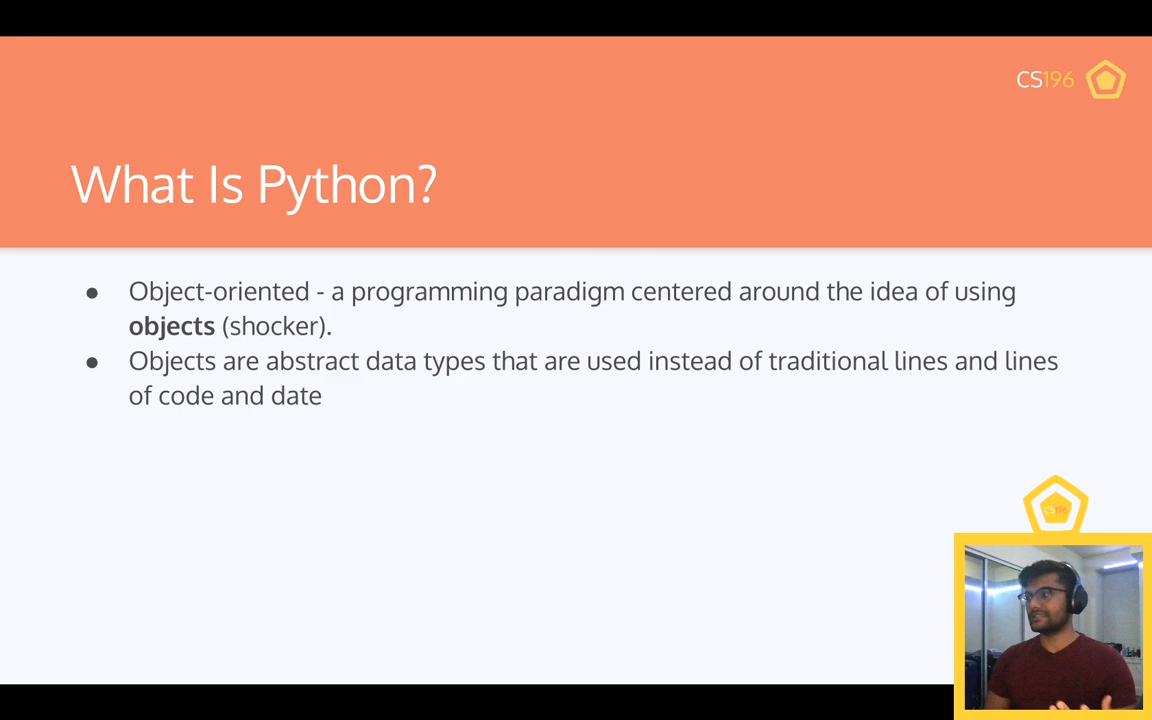 CS196
What Is Python?
● Object-oriented - a programming paradigm centered around the idea of using
objects (shocker).
● Objects are abstract data types that are used instead of traditional lines and lines
of code and date
CS196